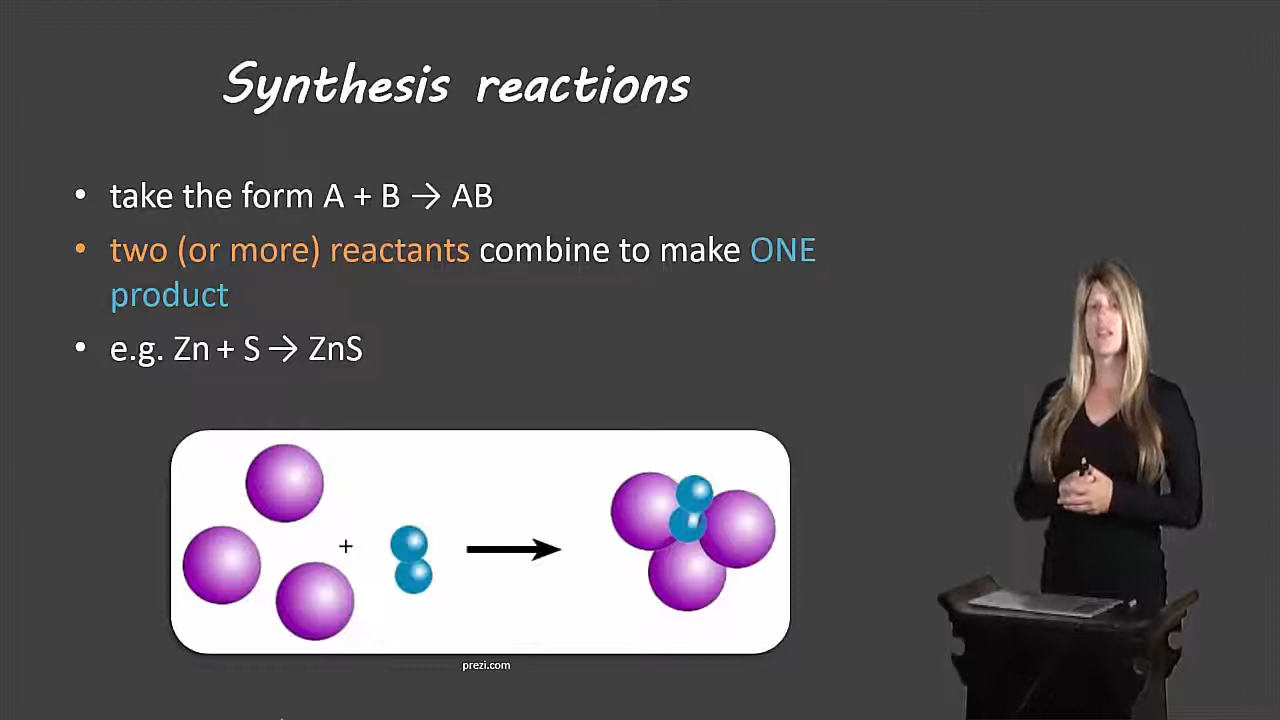 Synthesis reactions
• take the form A + B → AB
• two (or more) reactants combine to make ONE
product
• e.g. Zn + S → ZnS
+
prezi.com